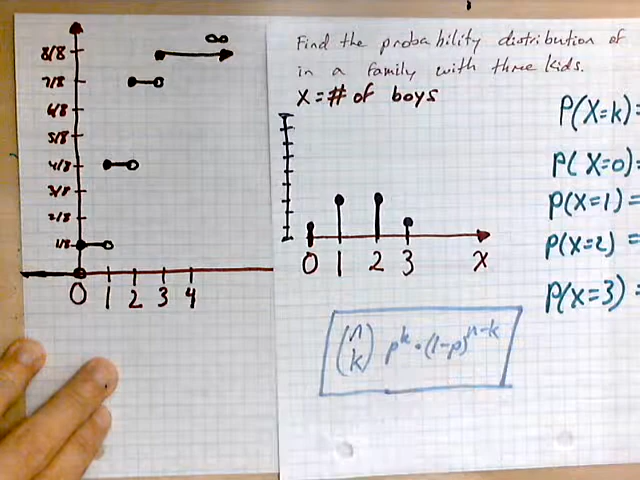 8/8
7/8
6/8
5/8
4/8
3/8
2/8
1/8
0 1 2 3 4
∞
Find the probability distribution of
in a family with three kids.
X = # of boys
0 1 2 3 X
(n k) p^k · (1-p)^n-k
P(X=k) =
P(X=0) =
P(X=1) =
P(X=2) =
P(X=3) =